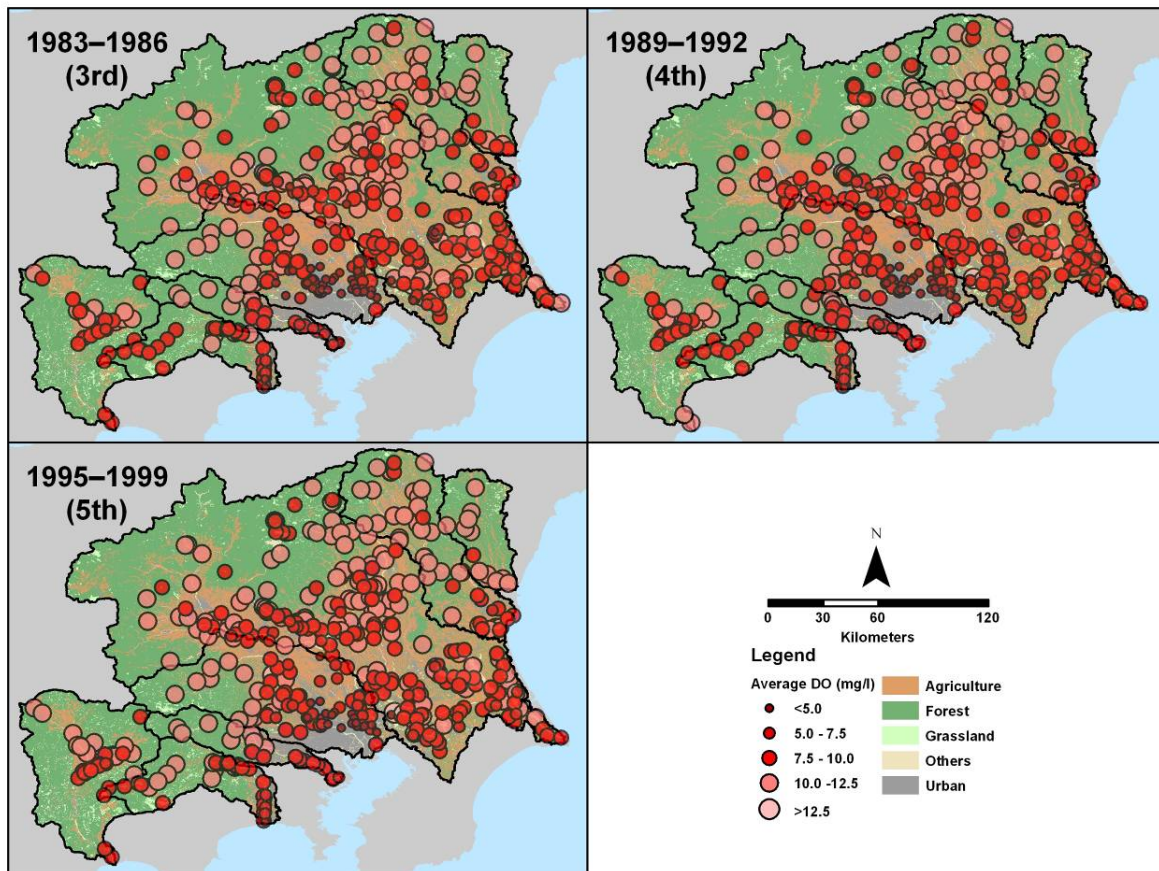 1983–1986
(3rd)
1989–1992
(4th)
1995–1999
(5th)
N
0 30 60 120
Kilometers
Legend
Average DO (mg/l)
<5.0
5.0 - 7.5
7.5 - 10.0
10.0 -12.5
>12.5
Agriculture
Forest
Grassland
Others
Urban